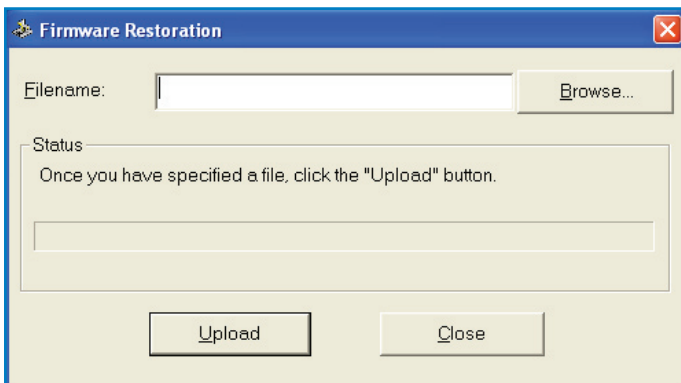 Firmware Restoration
Filename:
Browse...
Status
Once you have specified a file, click the "Upload" button.
Upload
Close